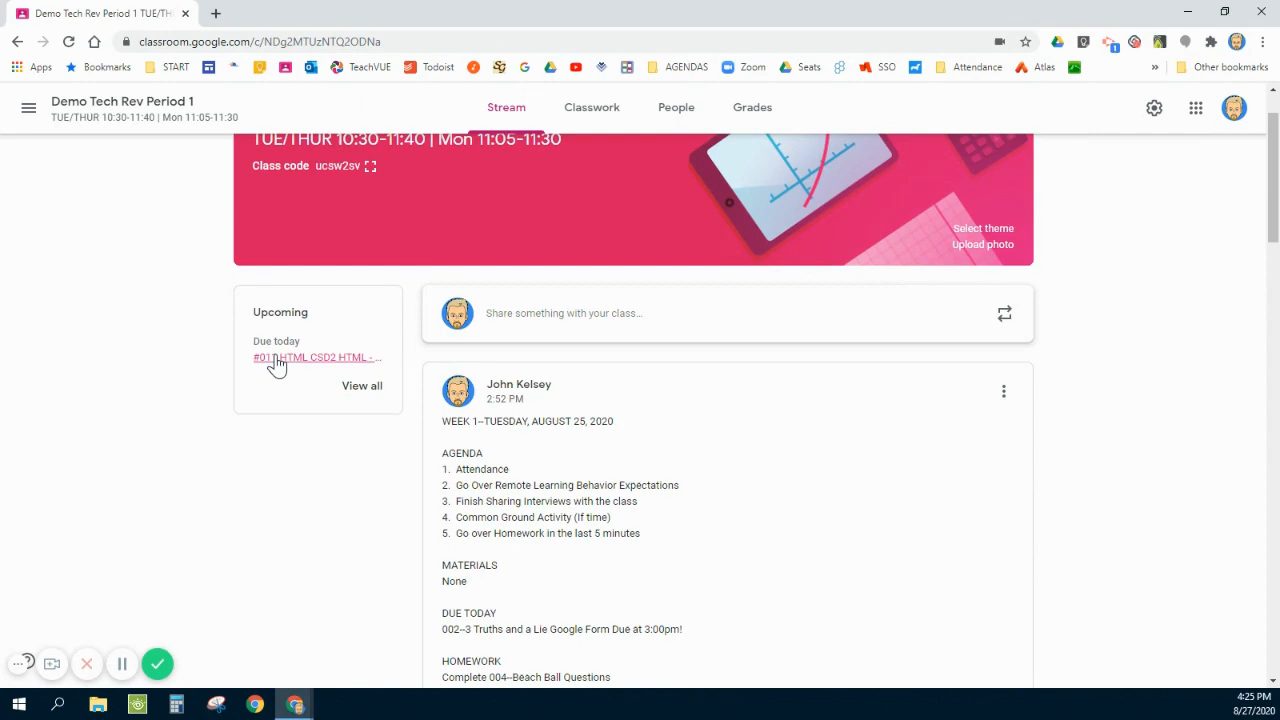 Demo Tech Rev Period 1 TUE/TH
classroom.google.com/c/NDg2MTUzNTQ2ODNa
1
Apps Bookmarks START TeachVUE Todoist AGENDAS Zoom Seats SSO Attendance Atlas » Other bookmarks
Demo Tech Rev Period 1
TUE/THUR 10:30-11:40 | Mon 11:05-11:30
Stream Classwork People Grades
TUE/THUR 10:30-11:40 | Mon 11:05-11:30
Class code ucsw2sv
Select theme
Upload photo
Upcoming
Due today
HTML CSD2 HTML - ...
View all
Share something with your class...
John Kelsey
2:52 PM
WEEK 1--TUESDAY, AUGUST 25, 2020
AGENDA
1. Attendance
2. Go Over Remote Learning Behavior Expectations
3. Finish Sharing Interviews with the class
4. Common Ground Activity (If time)
5. Go over Homework in the last 5 minutes
MATERIALS
None
DUE TODAY
002--3 Truths and a Lie Google Form Due at 3:00pm!
HOMEWORK
Complete 004--Beach Ball Questions
4:25 PM
8/27/2020